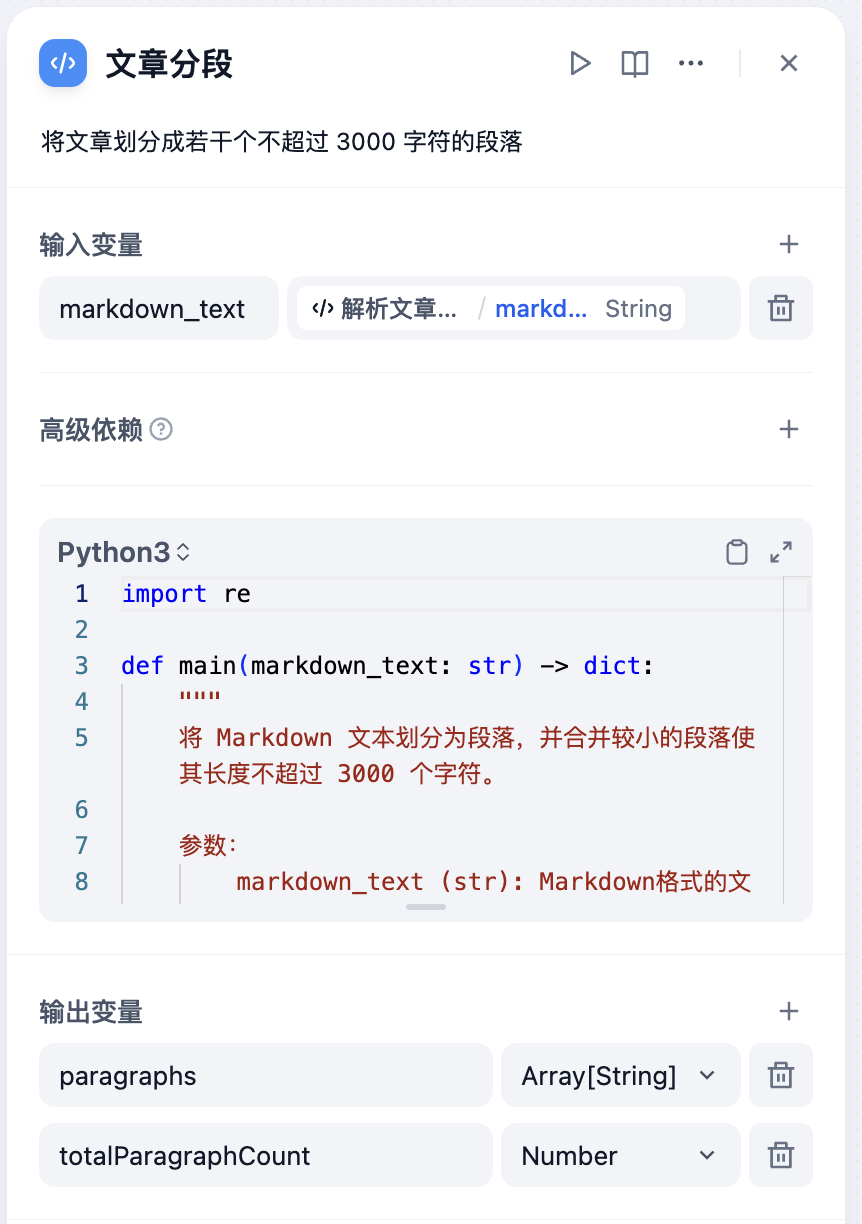 文章分段
将文章划分成若干个不超过 3000 字符的段落
输入变量
markdown_text
解析文章... / markd... String
高级依赖
Python3
1 import re
2
3 def main(markdown_text: str) -> dict:
4 """
5 将 Markdown 文本划分为段落，并合并较小的段落使
其长度不超过 3000 个字符。
6
7 参数：
8 markdown_text (str): Markdown格式的文
输出变量
paragraphs Array[String]
totalParagraphCount Number